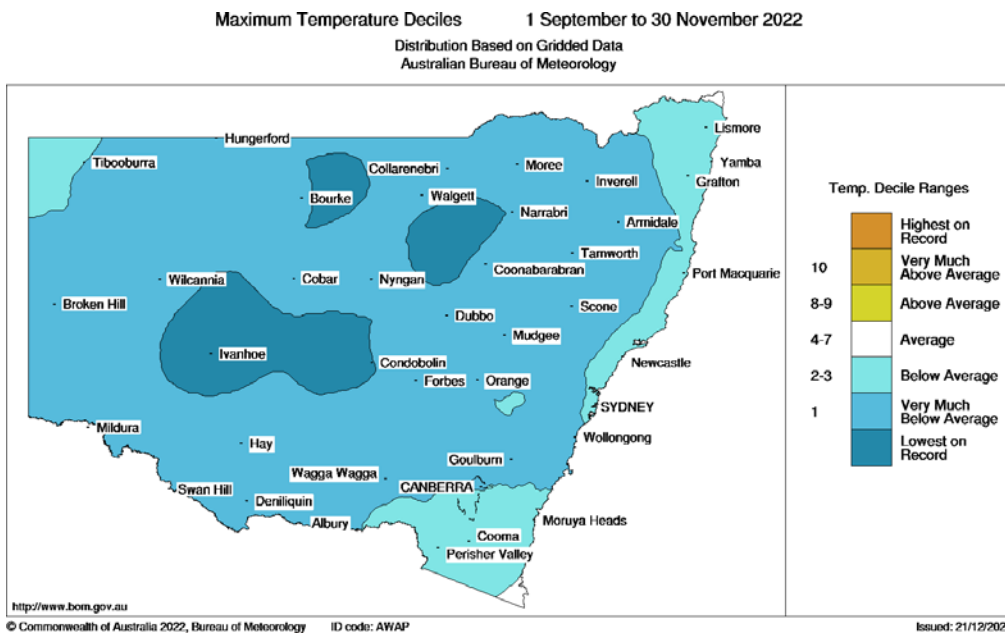 Maximum Temperature Deciles 1 September to 30 November 2022
Distribution Based on Gridded Data
Australian Bureau of Meteorology
Lismore
Hungerford
Tibooburra
Collarenebri
Moree
Yamba
Inverell
Grafton
Bourke
Walgett
Narrabri
Armidale
Tamworth
Coonabarabran
Port Macquarie
Wilcannia
Cobar
Nyngan
Broken Hill
Scone
Dubbo
Mudgee
Ivanhoe
Condobolin
Newcastle
Forbes
Orange
SYDNEY
Mildura
Hay
Wollongong
Goulburn
Wagga Wagga
CANBERRA
Swan Hill
Deniliquin
Albury
Moruya Heads
Cooma
Perisher Valley
Temp. Decile Ranges
Highest on
Record
10 Very Much
Above Average
8-9 Above Average
4-7 Average
2-3 Below Average
1 Very Much
Below Average
Lowest on
Record
http://www.bom.gov.au
© Commonwealth of Australia 2022, Bureau of Meteorology ID code: AWAP Issued: 21/12/202